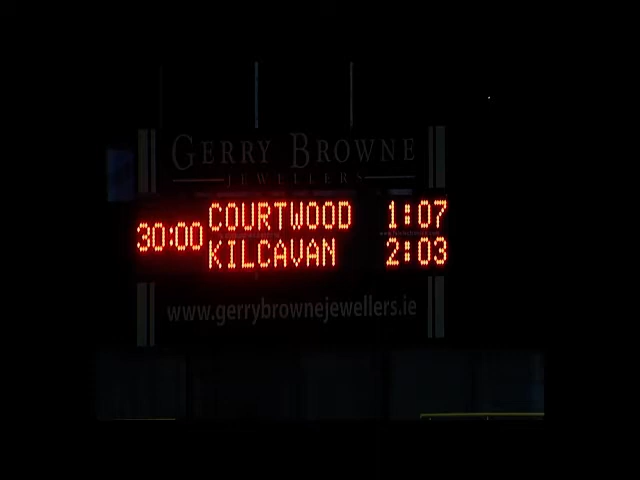 GERRY BROWNE
JEWELLERS
COURTWOOD 1:07
30:00
KILCAVAN 2:03
www.gerrybrownejewellers.ie